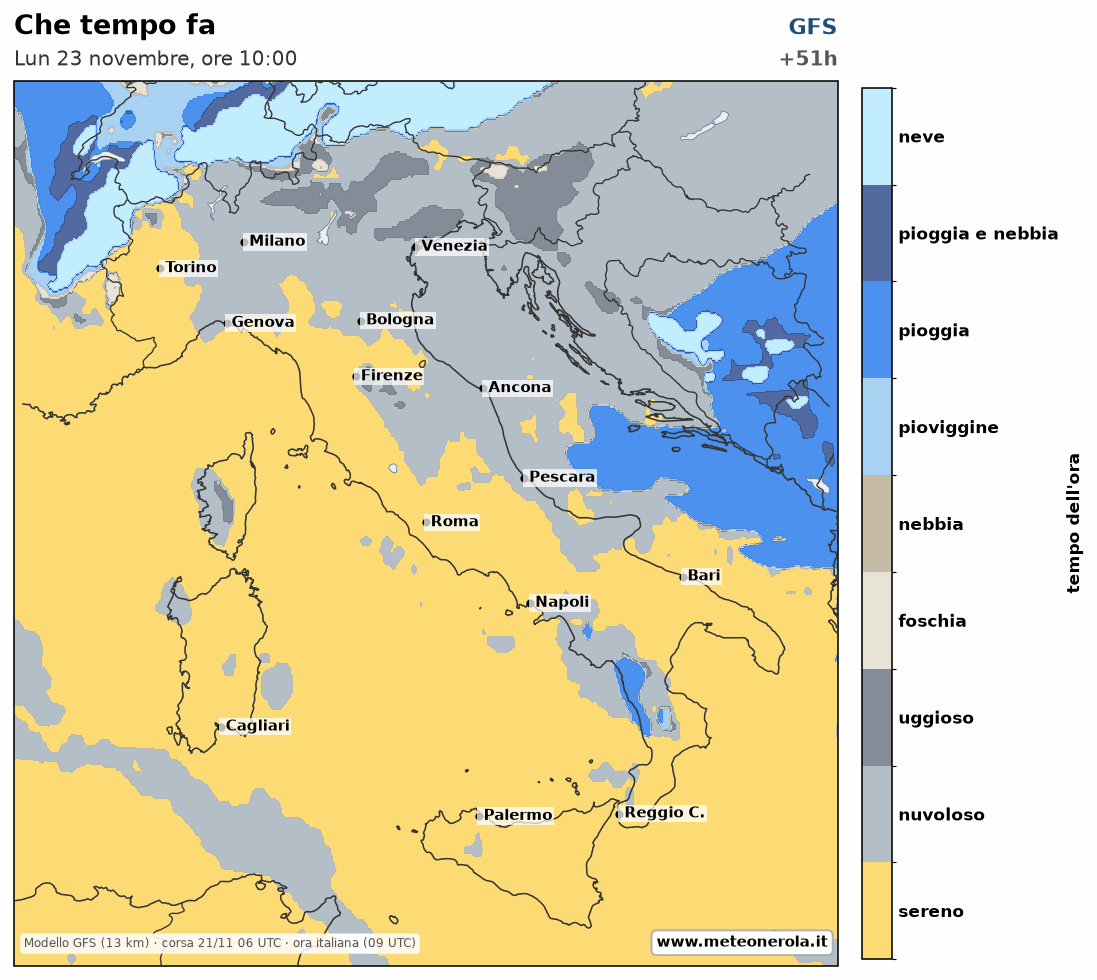 Che tempo fa
GFS
Lun 23 novembre, ore 10:00
+51h
neve
pioggia e nebbia
pioggia
pioviggine
nebbia
foschia
uggioso
nuvoloso
sereno
tempo dell'ora
Milano
Venezia
Torino
Genova
Bologna
Firenze
Ancona
Pescara
Roma
Bari
Napoli
Cagliari
Palermo
Reggio C.
Modello GFS (13 km) · corsa 21/11 06 UTC · ora italiana (09 UTC)
www.meteonerola.it